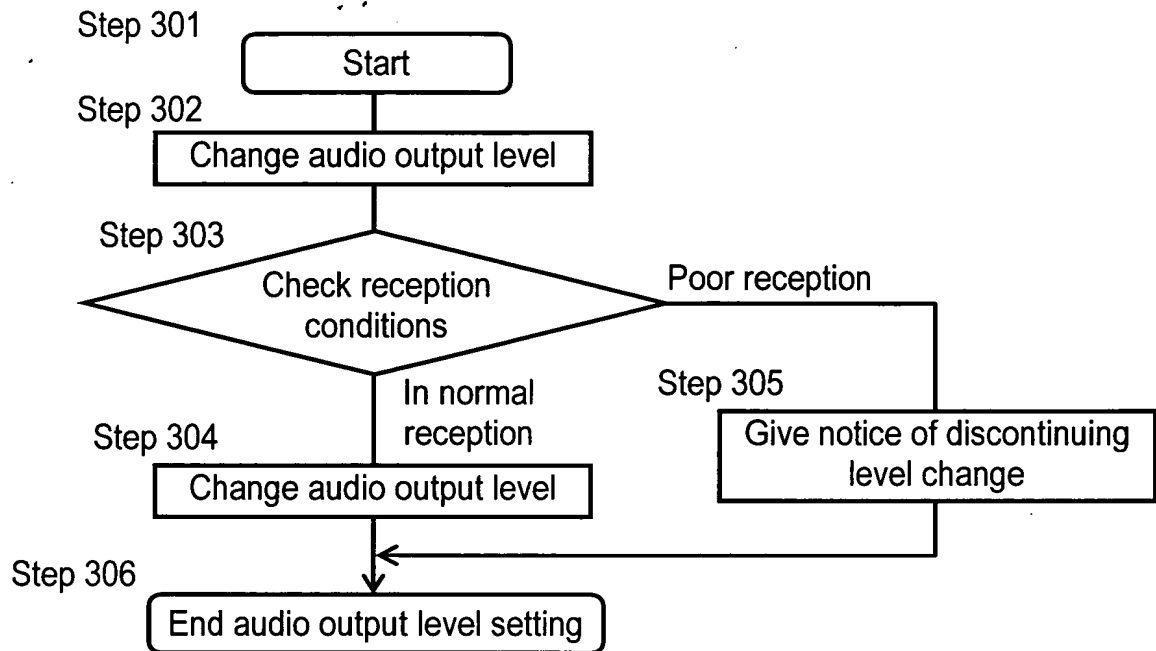 Step 301
Start
Step 302
Change audio output level
Step 303
Check reception
conditions
Poor reception
In normal
reception
Step 305
Give notice of discontinuing
level change
Step 304
Change audio output level
Step 306
End audio output level setting